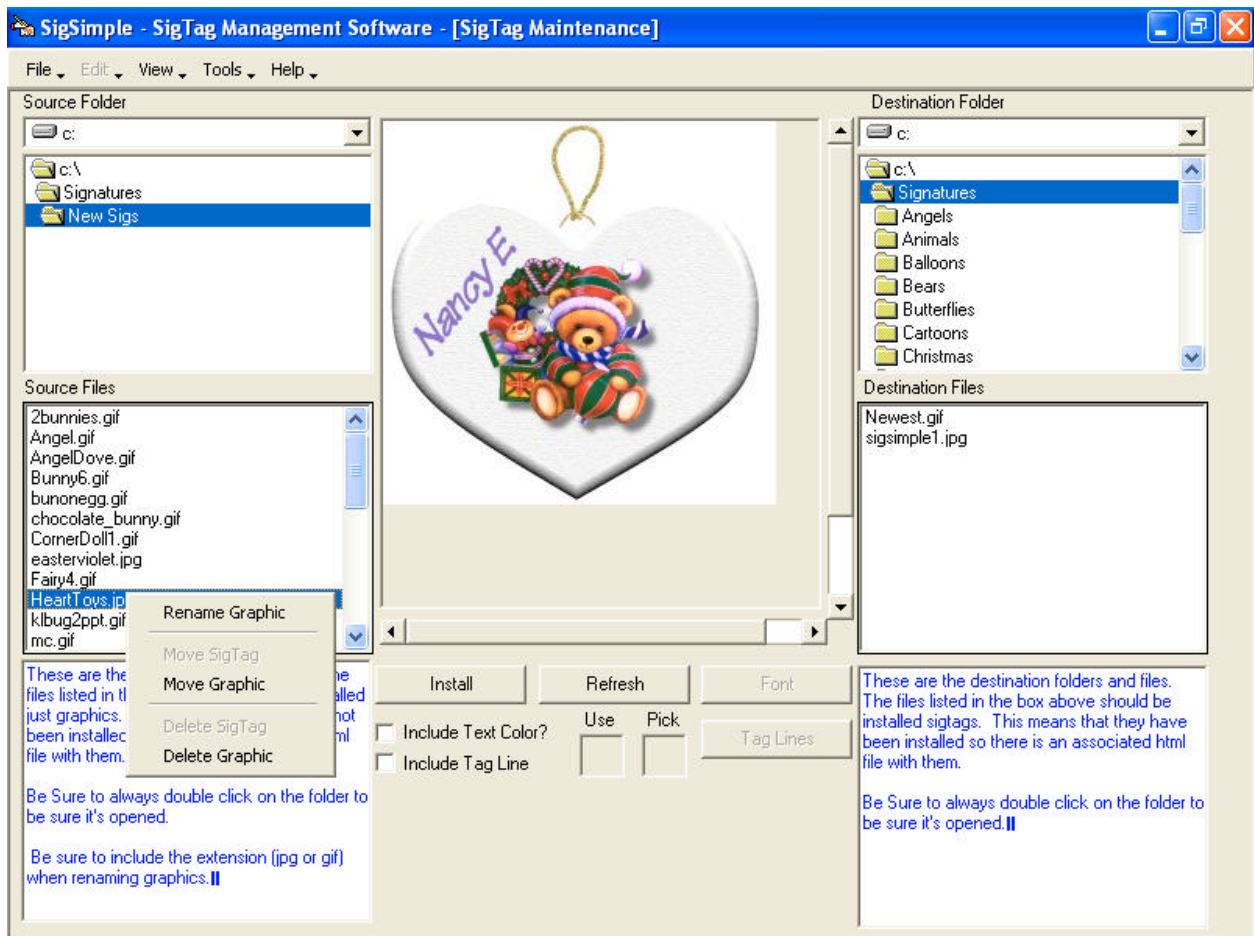 SigSimple - SigTag Management Software - [SigTag Maintenance]
File Edit View Tools Help
Source Folder
c:
c:\
Signatures
New Sigs
Source Files
2bunnies.gif
Angel.gif
AngelDove.gif
Bunny6.gif
bunonegg.gif
chocolate_bunny.gif
CornerDoll1.gif
easterviolet.jpg
Fairy4.gif
HeartToys.jp
klbug2ppt.gif
mc.gif
Rename Graphic
Move SigTag
Move Graphic
Delete SigTag
Delete Graphic
These are the
files listed in
just graphics. not
been installed
file with them.
Be Sure to always double click on the folder to
be sure it's opened.
Be sure to include the extension (jpg or gif)
when renaming graphics.
Nancy E
Install Refresh Font
Include Text Color? Use Pick
Tag Lines
Include Tag Line
Destination Folder
c:
c:\
Signatures
Angels
Animals
Balloons
Bears
Butterflies
Cartoons
Christmas
Destination Files
Newest.gif
sigsimple1.jpg
These are the destination folders and files.
The files listed in the box above should be
installed sigtags. This means that they have
been installed so there is an associated html
file with them.
Be Sure to always double click on the folder to
be sure it's opened.